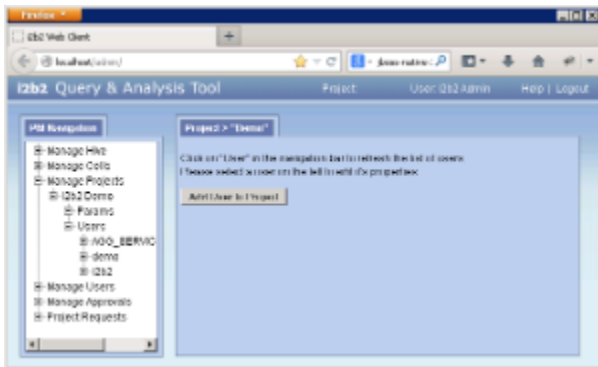 Firefox
i2b2 Web Client
localhost/admin/
i2b2 Query & Analysis Tool
Project:
User: i2b2 Admin
Help | Logout
PM Navigation
Project > "Demo"
Manage Hive
Manage Cells
Manage Projects
i2b2 Demo
Params
Users
AGG_SERVIC
demo
i2b2
Manage Users
Manage Approvals
Project Requests
Click on "User" in the navigation bar to refresh the list of users
Please select a user on the left to edit it's properties
Add User to Project